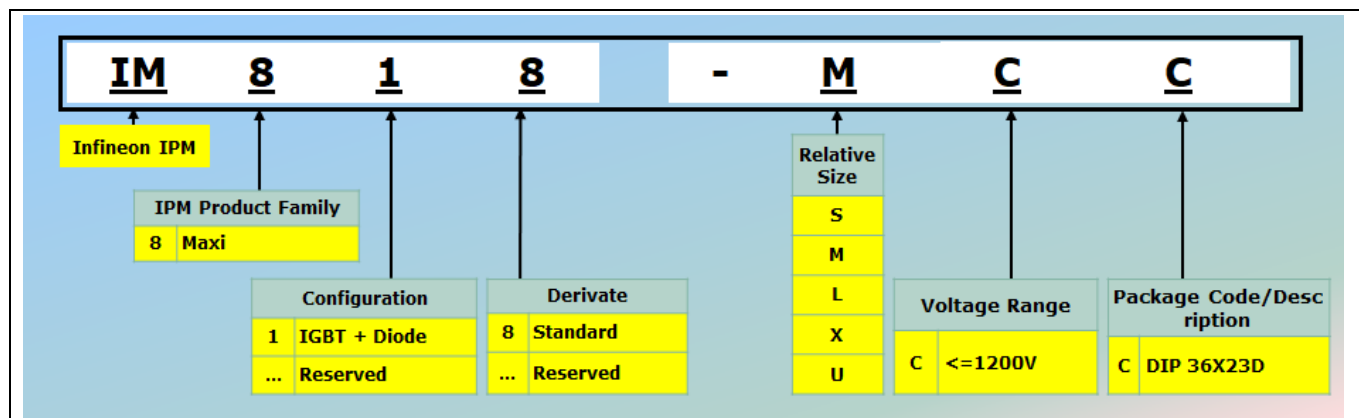 IM 8 1 8 - M C C
Infineon IPM
IPM Product Family
8 Maxi
Configuration
1 IGBT + Diode
... Reserved
Derivate
8 Standard
... Reserved
Relative
Size
S
M
L
X
U
Voltage Range
C <=1200V
Package Code/Desc
ription
C DIP 36X23D